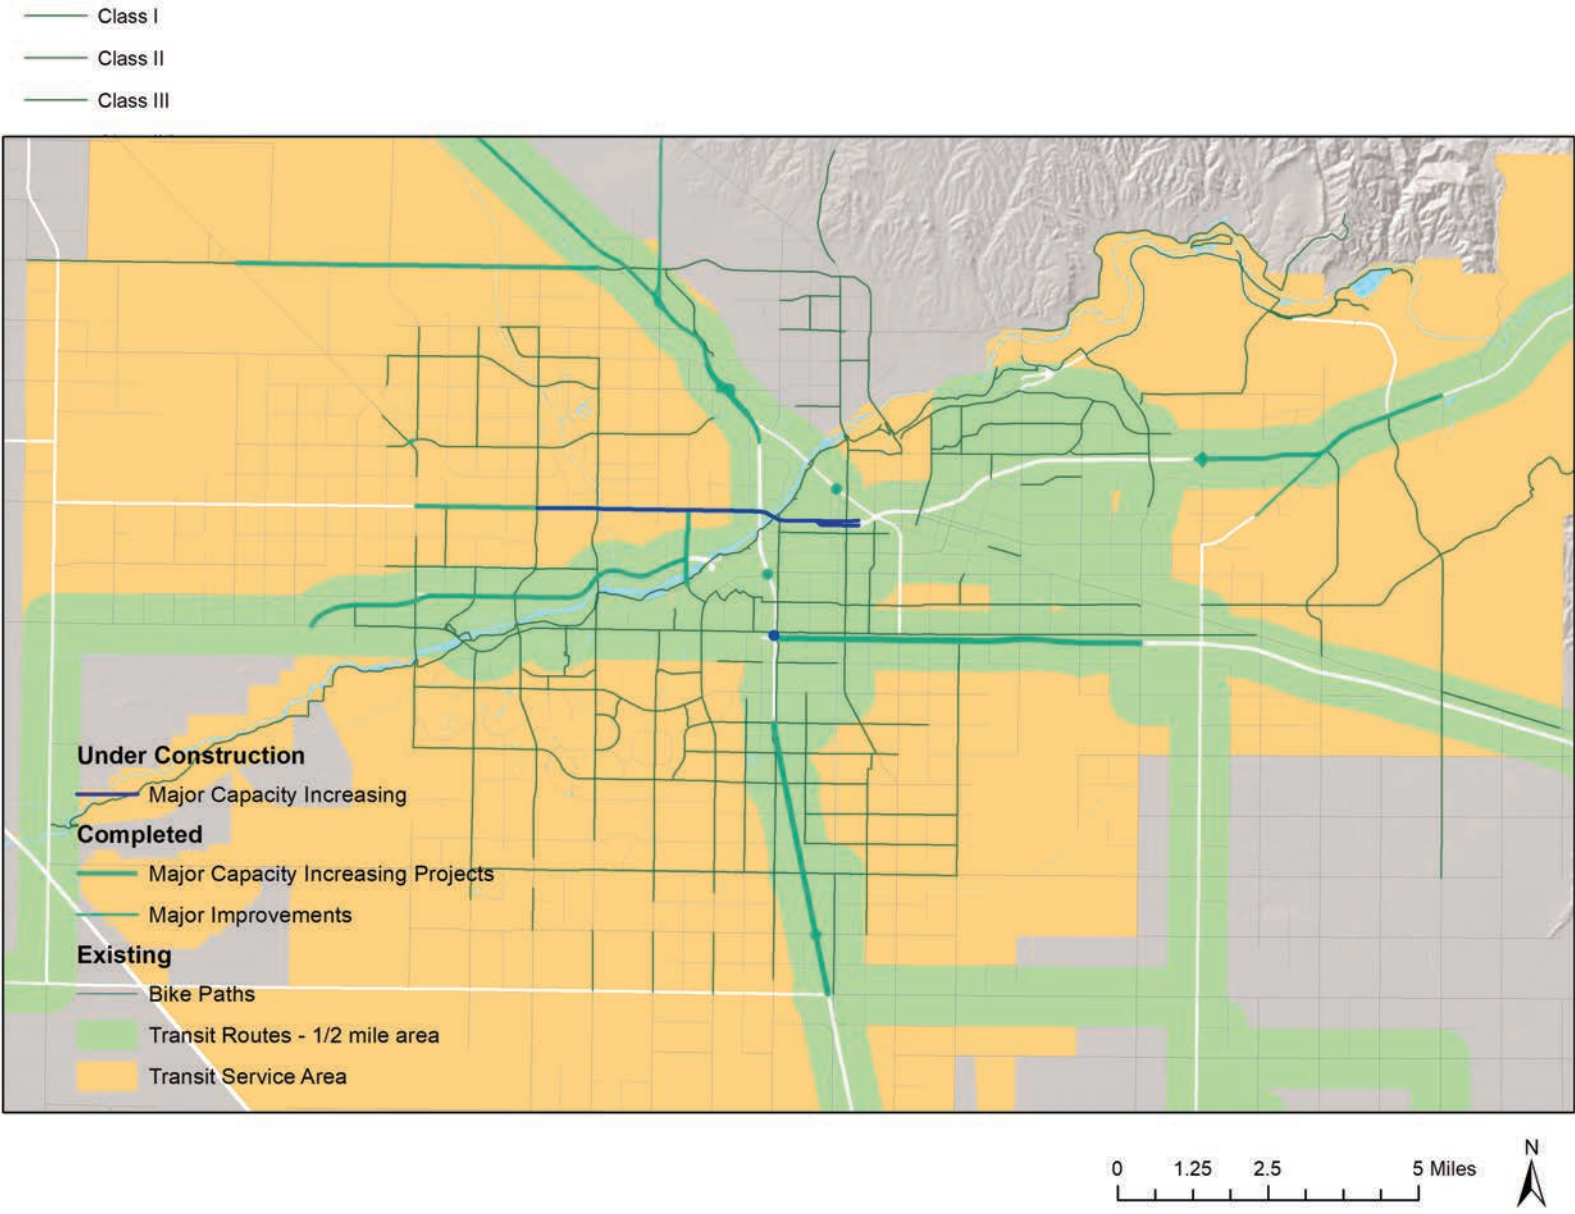 Class I
Class II
Class III
Under Construction
Major Capacity Increasing
Completed
Major Capacity Increasing Projects
Major Improvements
Existing
Bike Paths
Transit Routes - 1/2 mile area
Transit Service Area
0 1.25 2.5 5 Miles
N